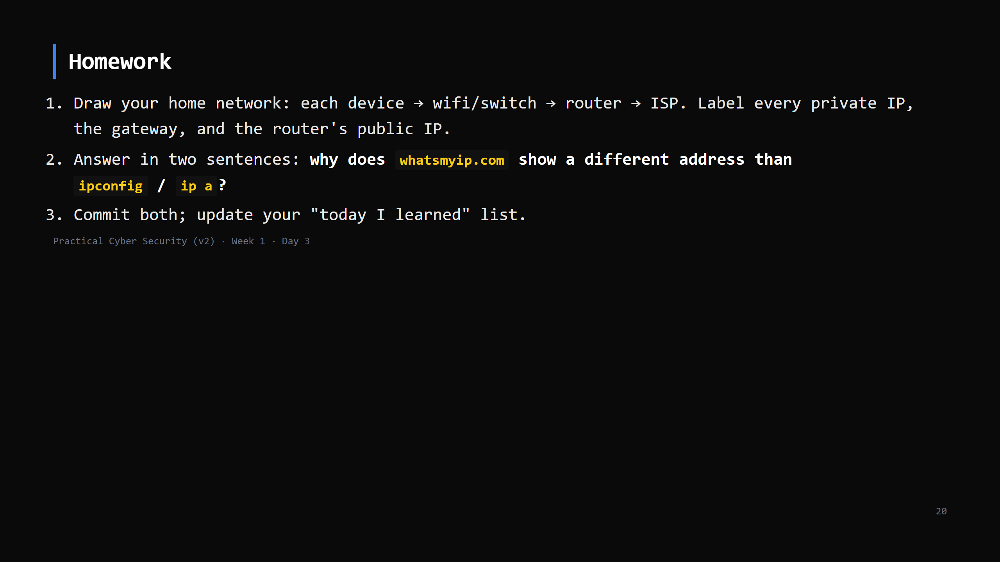 Homework
1. Draw your home network: each device → wifi/switch → router → ISP. Label every private IP,
the gateway, and the router's public IP.
2. Answer in two sentences: why does whatsmyip.com show a different address than
ipconfig / ip a?
3. Commit both; update your "today I learned" list.
Practical Cyber Security (v2) · Week 1 · Day 3
20